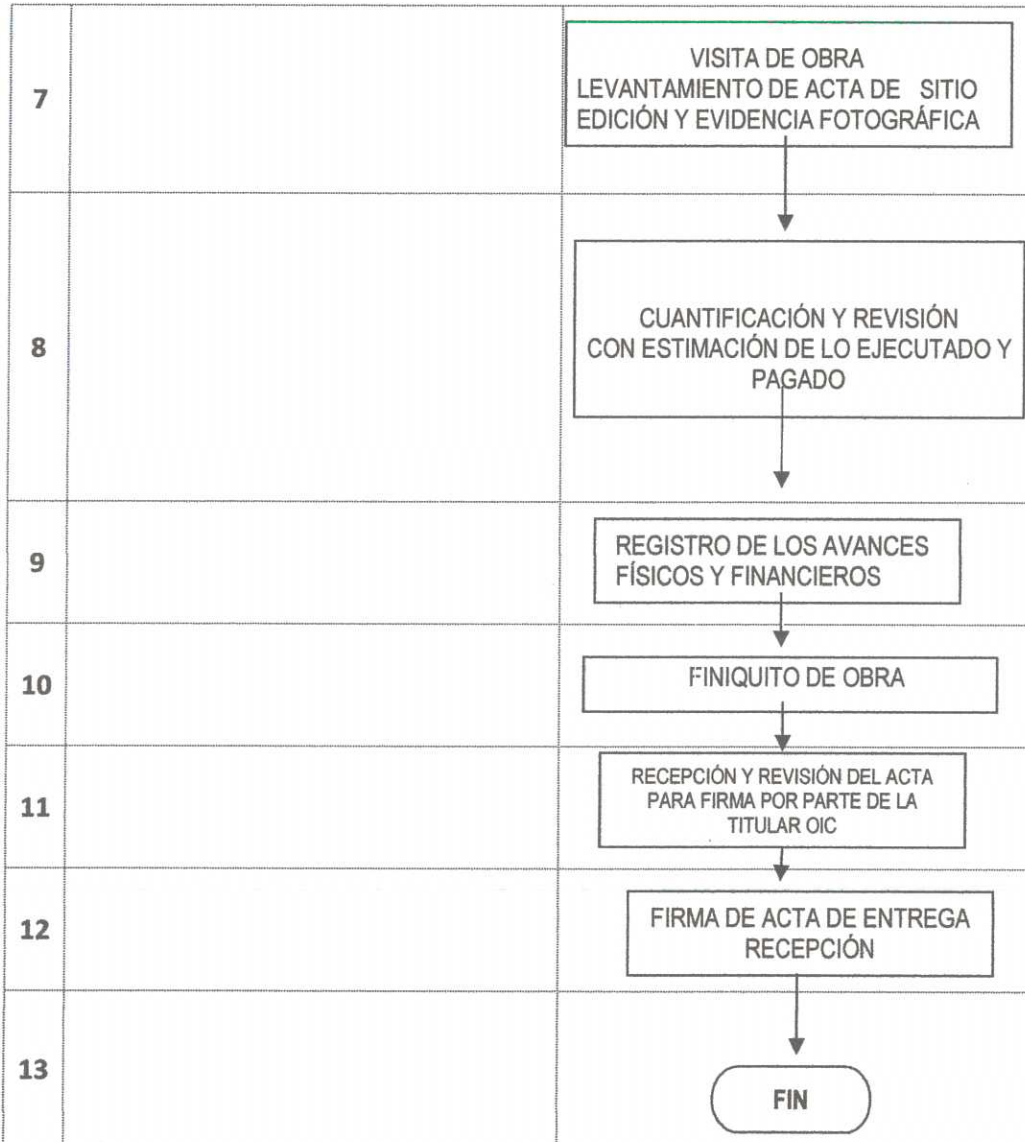 7
VISITA DE OBRA
LEVANTAMIENTO DE ACTA DE SITIO
EDICIÓN Y EVIDENCIA FOTOGRÁFICA
8
CUANTIFICACIÓN Y REVISIÓN
CON ESTIMACIÓN DE LO EJECUTADO Y
PAGADO
9
REGISTRO DE LOS AVANCES
FÍSICOS Y FINANCIEROS
10
FINIQUITO DE OBRA
11
RECEPCIÓN Y REVISIÓN DEL ACTA
PARA FIRMA POR PARTE DE LA
TITULAR OIC
12
FIRMA DE ACTA DE ENTREGA
RECEPCIÓN
13
FIN